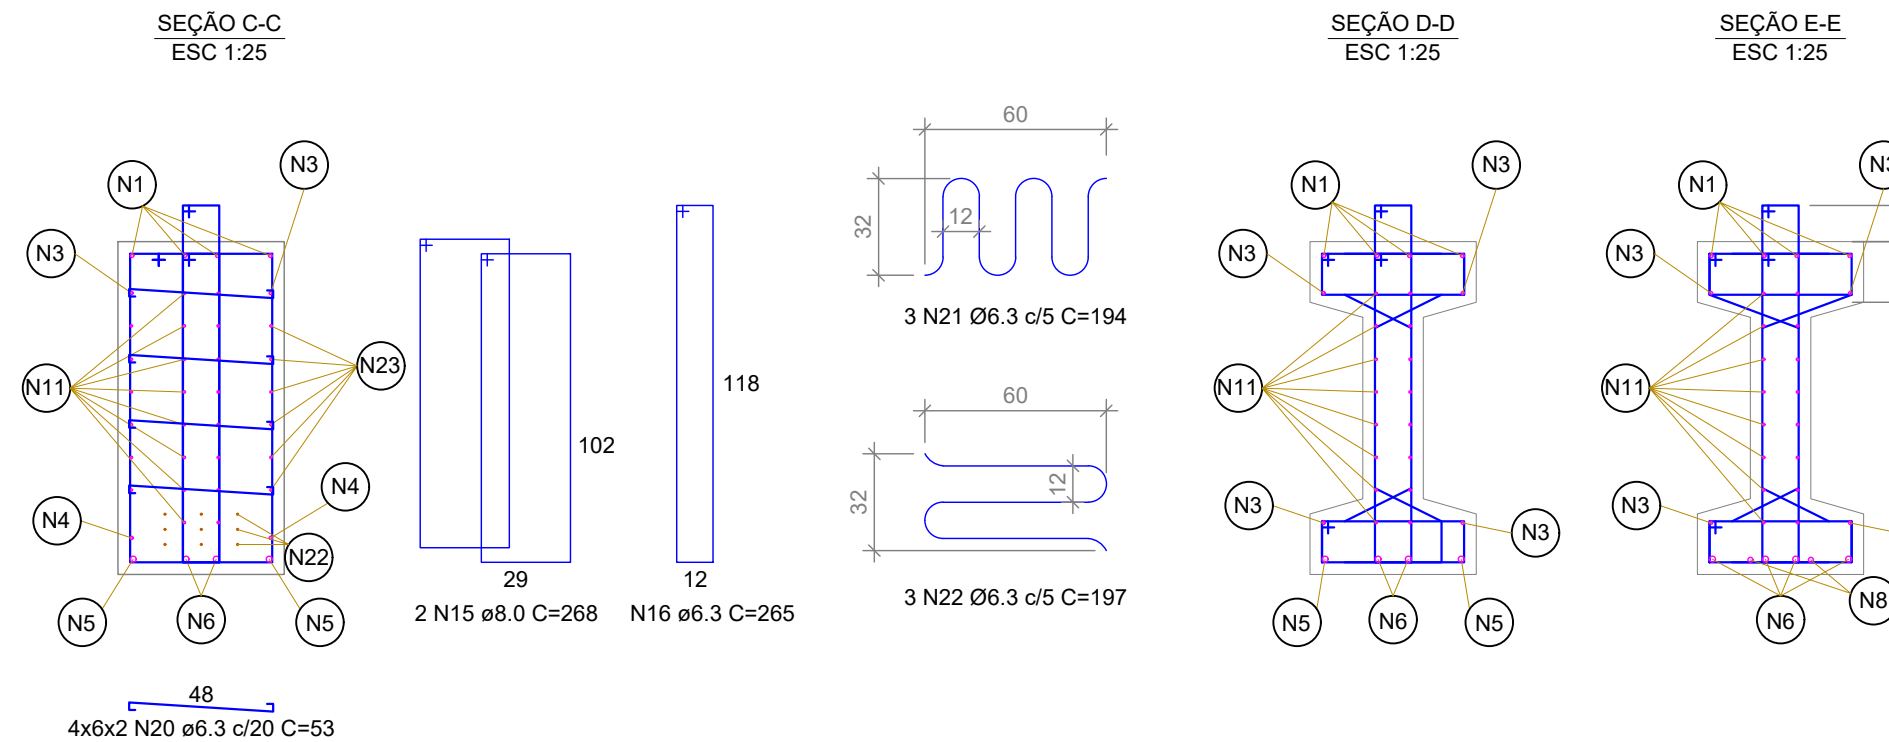 SEÇÃO C-C
ESC 1:25
SEÇÃO D-D
ESC 1:25
SEÇÃO E-E
ESC 1:25
N1
N3
N3
N11
N23
N4
N4
N22
N5
N6
N5
48
4x6x2 N20 ø6.3 c/20 C=53
102
29
2 N15 ø8.0 C=268
118
12
N16 ø6.3 C=265
60
32
12
3 N21 Ø6.3 c/5 C=194
60
32
12
3 N22 Ø6.3 c/5 C=197
N1
N3
N3
N11
N3
N3
N5
N6
N5
N1
N3
N3
N11
N3
N6
N8